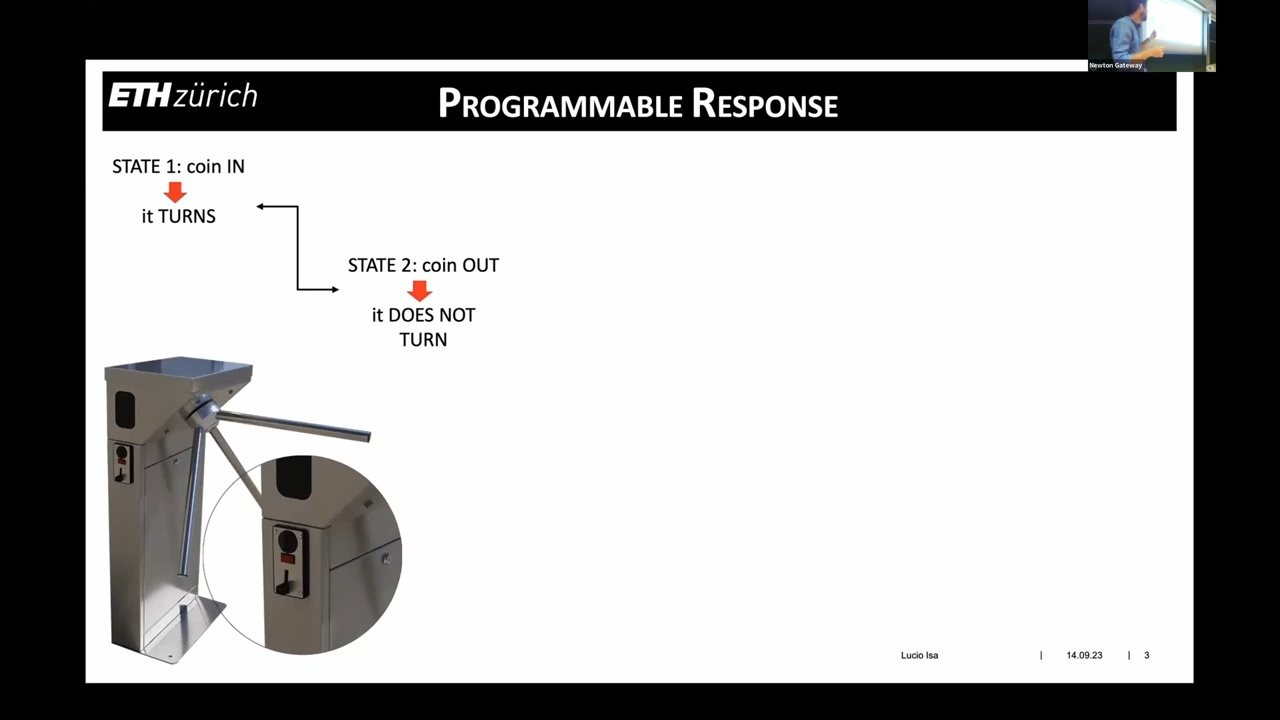 Newton Gateway
ETH zürich
PROGRAMMABLE RESPONSE
STATE 1: coin IN
it TURNS
STATE 2: coin OUT
it DOES NOT
TURN
Lucio Isa | 14.09.23 | 3